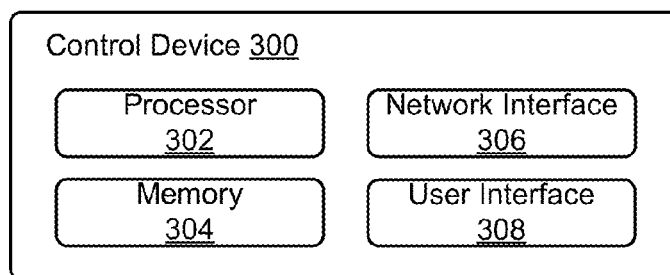 Control Device 300
Processor
302
Network Interface
306
Memory
304
User Interface
308